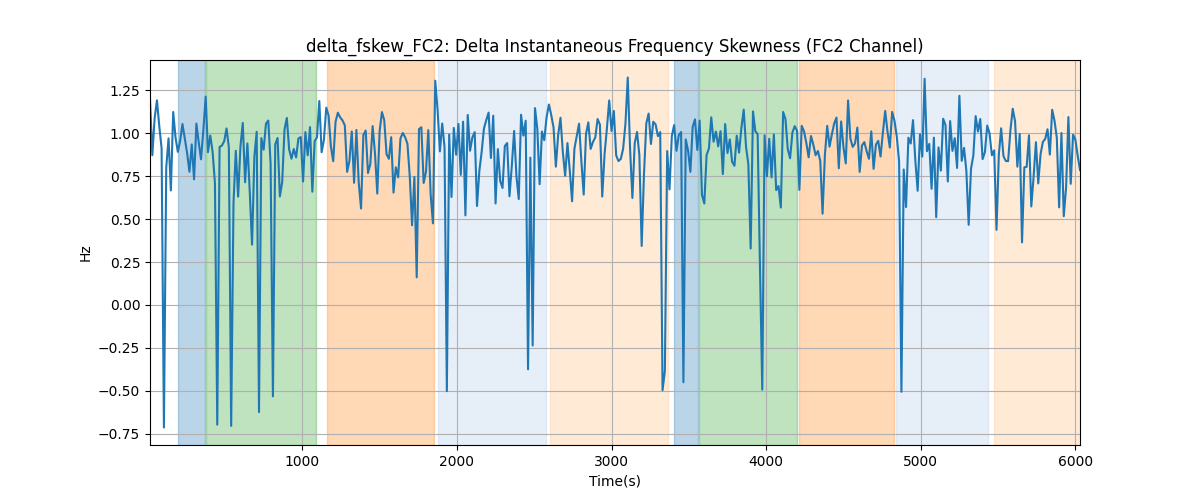 delta_fskew_FC2: Delta Instantaneous Frequency Skewness (FC2 Channel)
Hz
1.25
1.00
0.75
0.50
0.25
0.00
−0.25
−0.50
−0.75
1000 2000 3000 4000 5000 6000
Time(s)